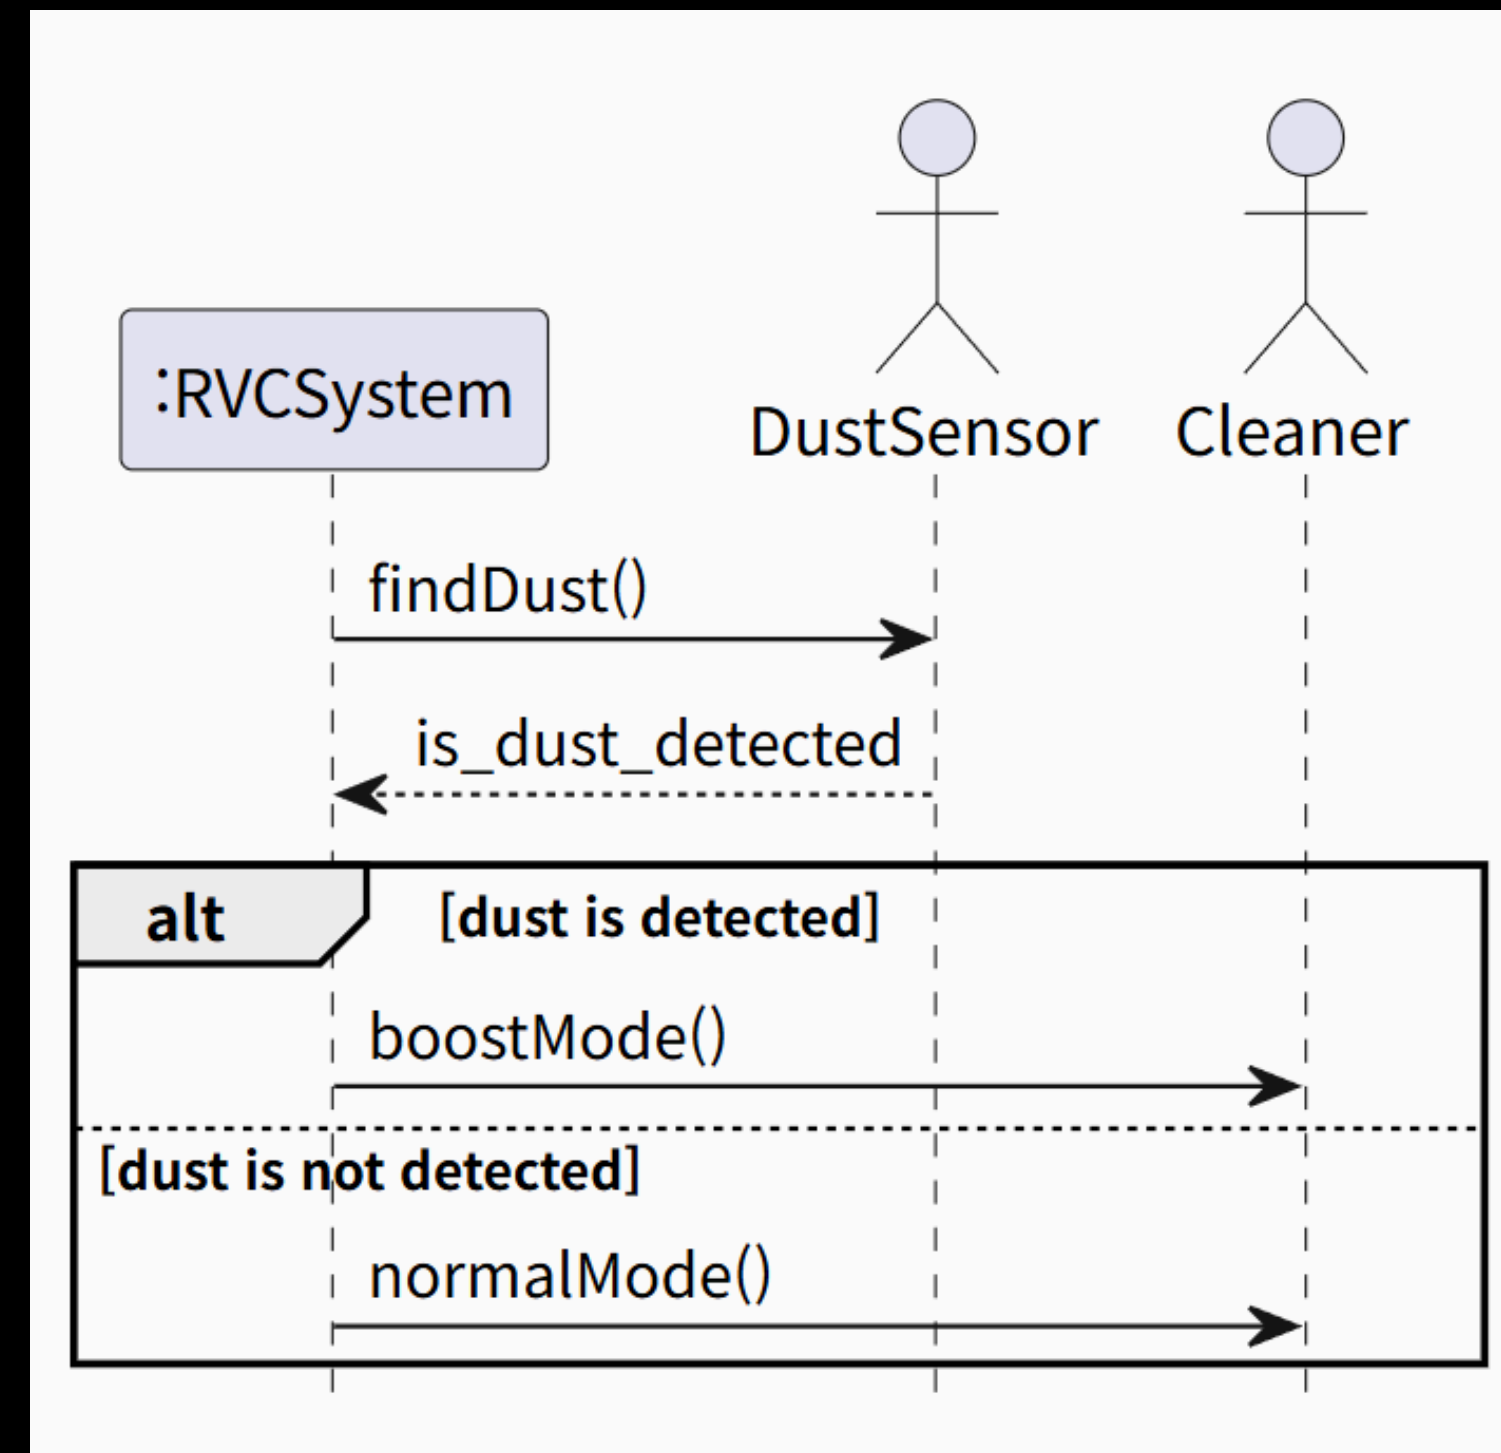 :RVCSystem
DustSensor
Cleaner
findDust()
is_dust_detected
alt
[dust is detected]
boostMode()
[dust is not detected]
normalMode()